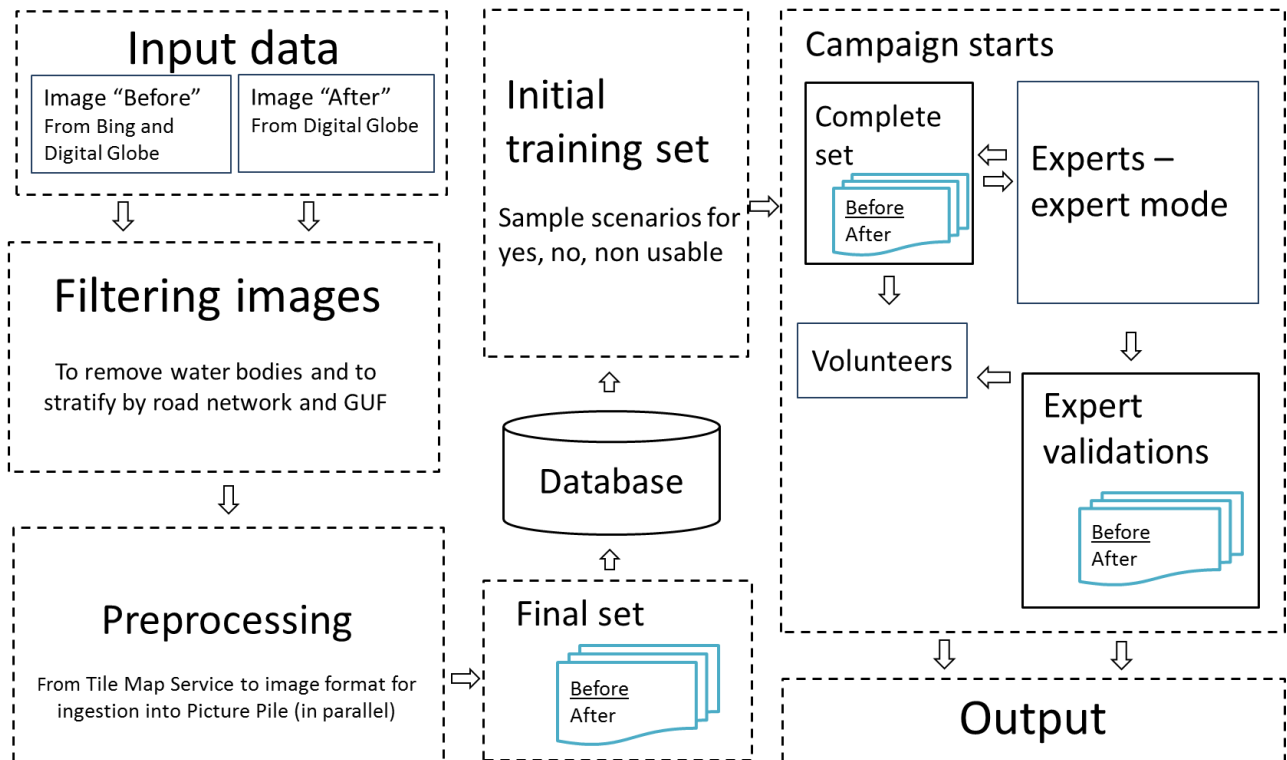 Input data
Image “Before”
From Bing and
Digital Globe
Image “After”
From Digital Globe
Filtering images
To remove water bodies and to
stratify by road network and GUF
Preprocessing
From Tile Map Service to image format for
ingestion into Picture Pile (in parallel)
Final set
Before
After
Database
Initial
training set
Sample scenarios for
yes, no, non usable
Campaign starts
Complete
set
Before
After
Experts –
expert mode
Volunteers
Expert
validations
Before
After
Output